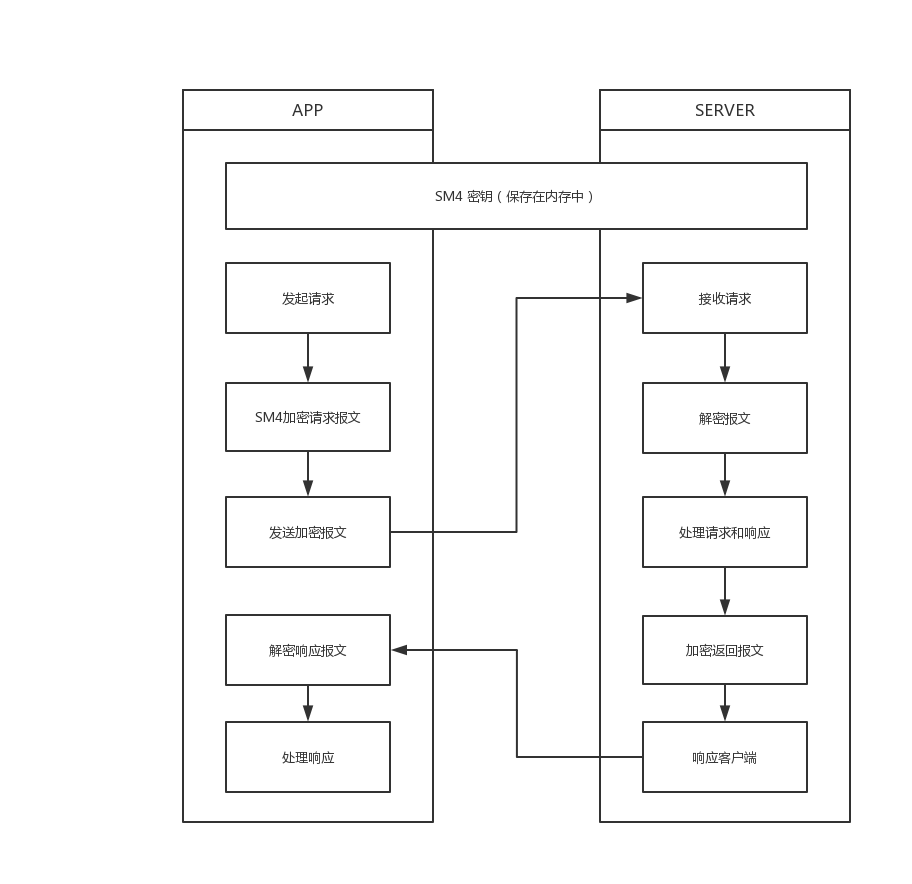 APP
SERVER
SM4 密钥（保存在内存中）
发起请求
接收请求
SM4加密请求报文
解密报文
发送加密报文
处理请求和响应
解密响应报文
加密返回报文
处理响应
响应客户端